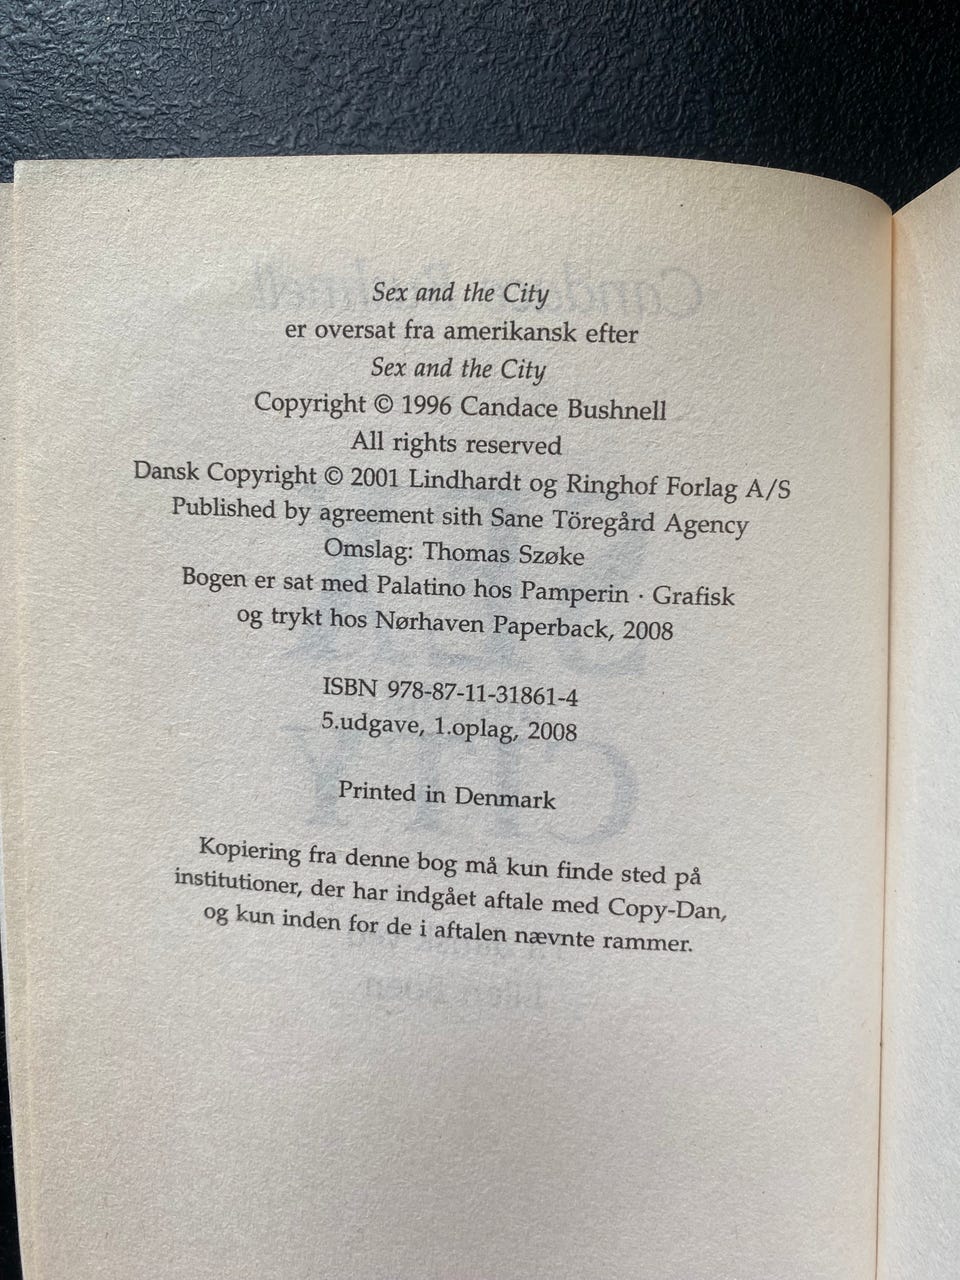 Sex and the City
er oversat fra amerikansk efter
Sex and the City
Copyright © 1996 Candace Bushnell
All rights reserved
Dansk Copyright © 2001 Lindhardt og Ringhof Forlag A/S
Published by agreement sith Sane Töregård Agency
Omslag: Thomas Szøke
Bogen er sat med Palatino hos Pamperin · Grafisk
og trykt hos Nørhaven Paperback, 2008
ISBN 978-87-11-31861-4
5.udgave, 1.oplag, 2008
Printed in Denmark
Kopiering fra denne bog må kun finde sted på
institutioner, der har indgået aftale med Copy-Dan,
og kun inden for de i aftalen nævnte rammer.